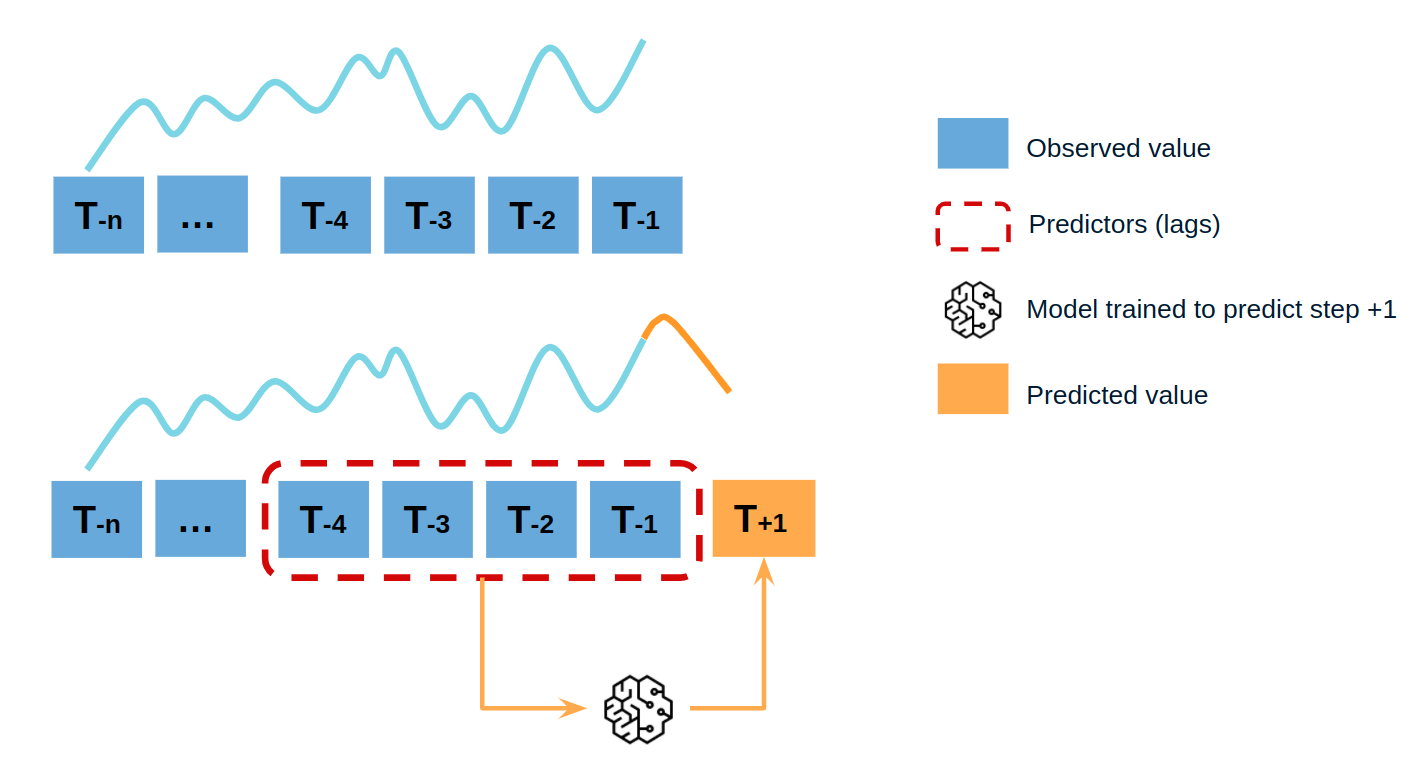 T-n ... T-4 T-3 T-2 T-1
Observed value
Predictors (lags)
Model trained to predict step +1
Predicted value
T-n ... T-4 T-3 T-2 T-1 T+1